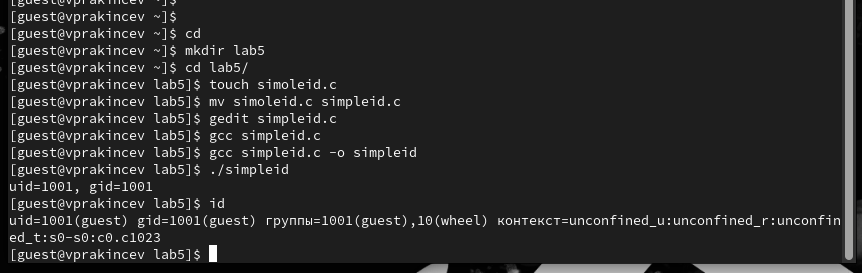 [guest@vprakincev ~]$
[guest@vprakincev ~]$
[guest@vprakincev ~]$ cd
[guest@vprakincev ~]$ mkdir lab5
[guest@vprakincev ~]$ cd lab5/
[guest@vprakincev lab5]$ touch simoleid.c
[guest@vprakincev lab5]$ mv simoleid.c simpleid.c
[guest@vprakincev lab5]$ gedit simpleid.c
[guest@vprakincev lab5]$ gcc simpleid.c
[guest@vprakincev lab5]$ gcc simpleid.c -o simpleid
[guest@vprakincev lab5]$ ./simpleid
uid=1001, gid=1001
[guest@vprakincev lab5]$ id
uid=1001(guest) gid=1001(guest) группы=1001(guest),10(wheel) контекст=unconfined_u:unconfined_r:unconfin
ed_t:s0-s0:c0.c1023
[guest@vprakincev lab5]$